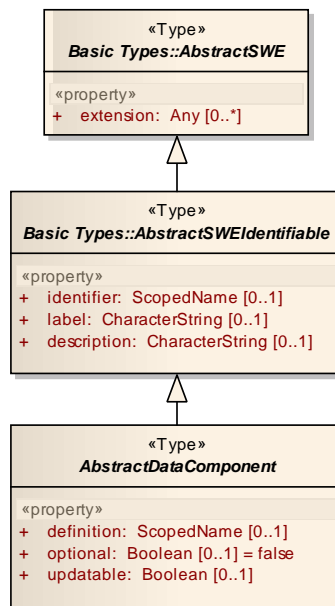 «Type»
Basic Types::AbstractSWE
«property»
+ extension: Any [0..*]
«Type»
Basic Types::AbstractSWEIdentifiable
«property»
+ identifier: ScopedName [0..1]
+ label: CharacterString [0..1]
+ description: CharacterString [0..1]
«Type»
AbstractDataComponent
«property»
+ definition: ScopedName [0..1]
+ optional: Boolean [0..1] = false
+ updatable: Boolean [0..1]